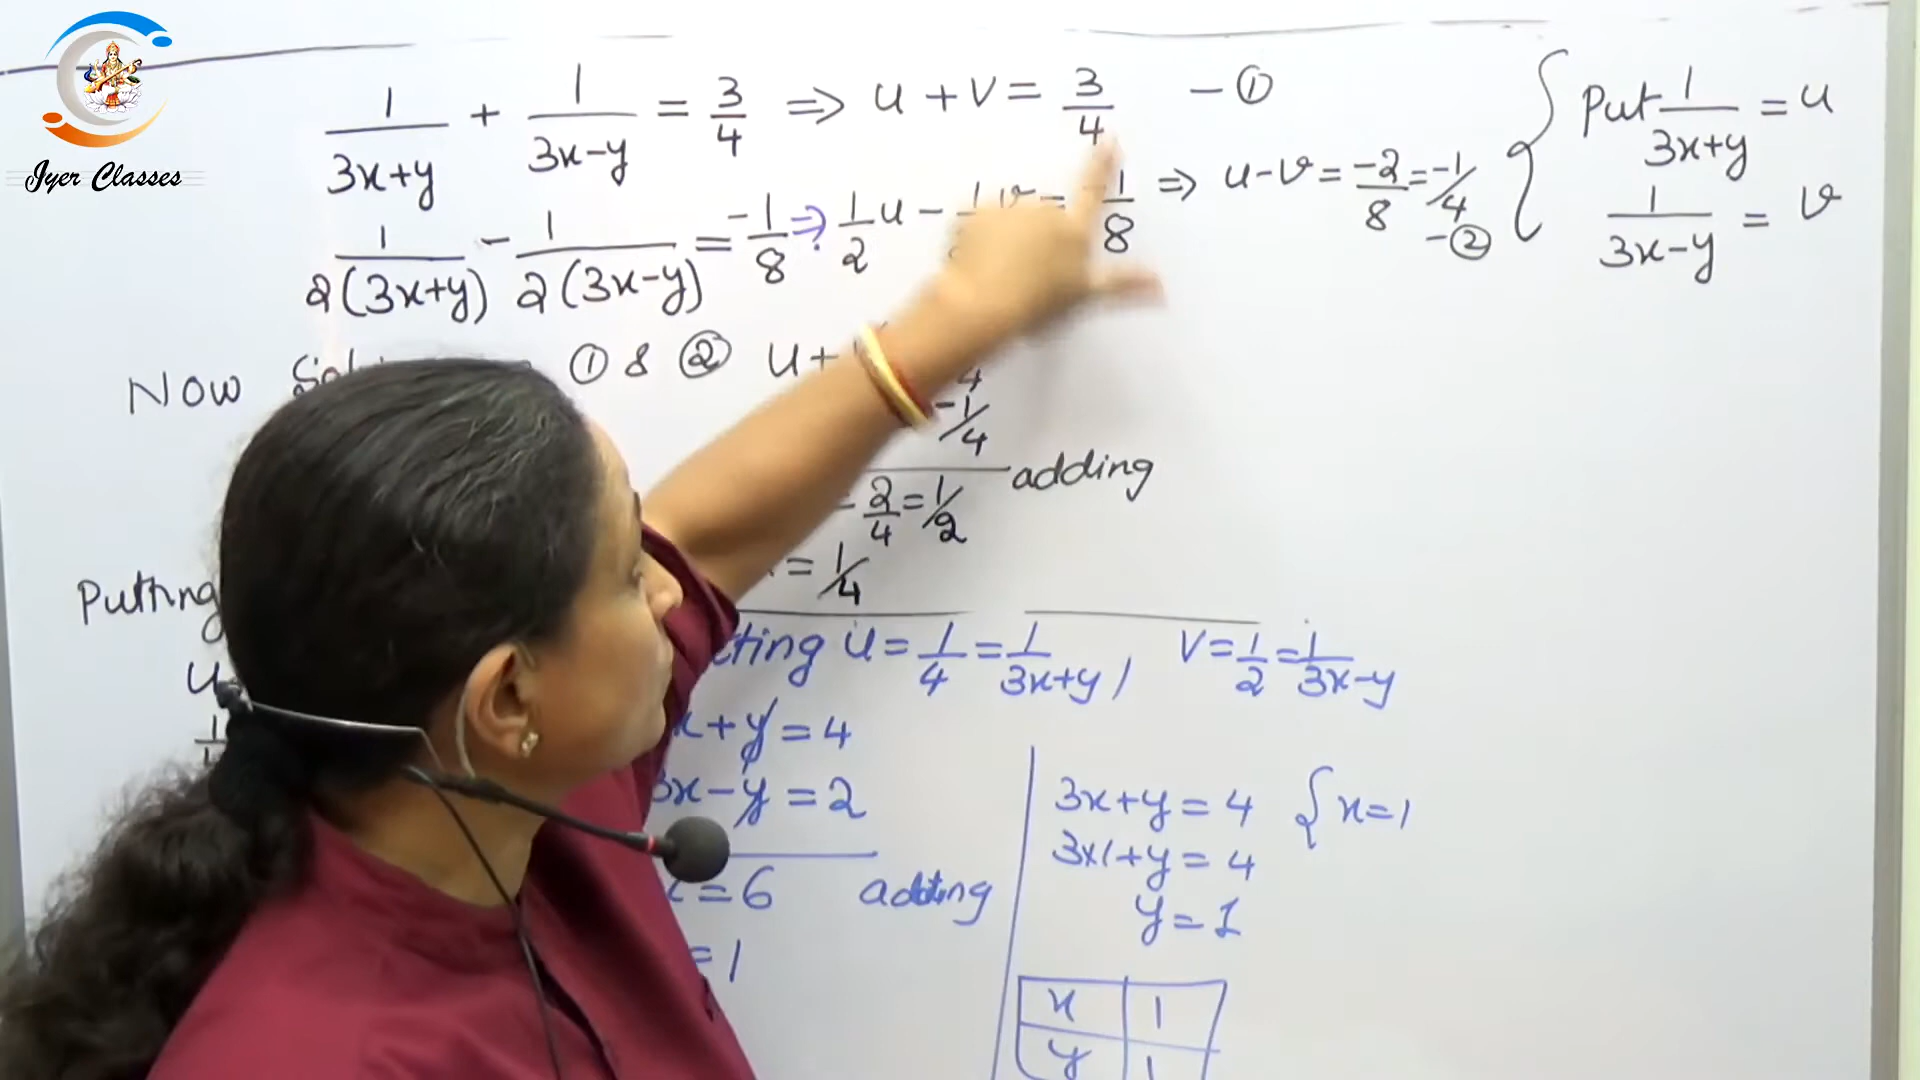 Iyer Classes
1/(3x+y) + 1/(3x-y) = 3/4 ⇒ u + v = 3/4 - ①
{ Put 1/(3x+y) = u
1/(3x-y) = v
1/2(3x+y) - 1/2(3x-y) = -1/8 ⇒ 1/2 u - v = -1/8 ⇒ u - v = -2/8 = -1/4 - ②
Now ① & ② u +
4
-1/4
= 2/4 = 1/2 adding
= 1/4
Putting
u
1
u = 1/4 = 1/(3x+y), v = 1/2 = 1/(3x-y)
x + y = 4
3x - y = 2
= 6 adding
= 1
3x + y = 4 { x = 1
3x1 + y = 4
y = 1
x | 1
y | 1